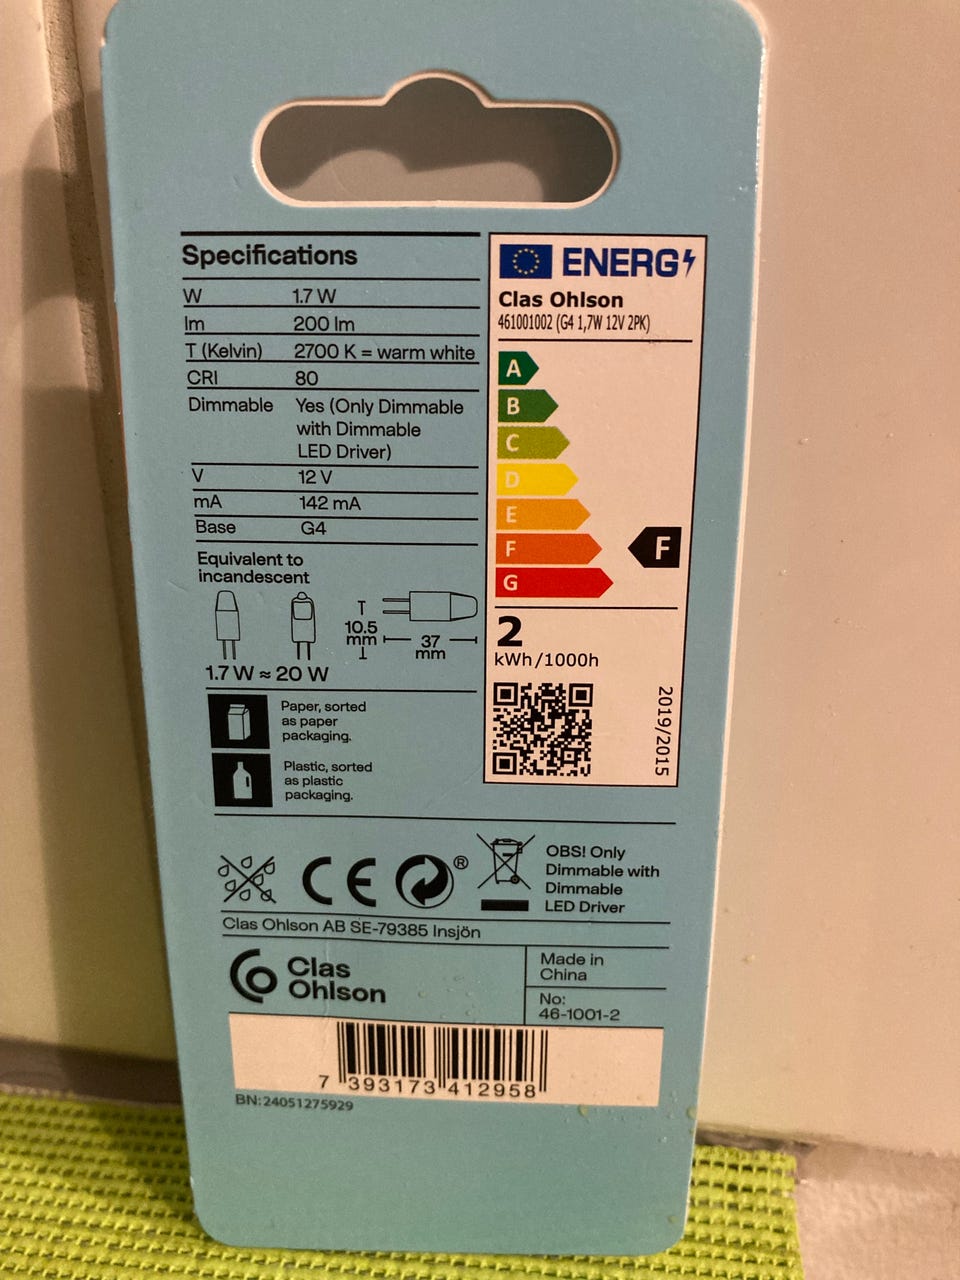 Specifications
W 1.7 W
lm 200 lm
T (Kelvin) 2700 K = warm white
CRI 80
Dimmable Yes (Only Dimmable
with Dimmable
LED Driver)
V 12 V
mA 142 mA
Base G4
Equivalent to
incandescent
10.5
mm
37
mm
1.7 W ≈ 20 W
Paper, sorted
as paper
packaging.
Plastic, sorted
as plastic
packaging.
ENERG
Clas Ohlson
461001002 (G4 1,7W 12V 2PK)
A
B
C
D
E
F
F
G
2
kWh/1000h
2019/2015
CE
®
OBS! Only
Dimmable with
Dimmable
LED Driver
Clas Ohlson AB SE-79385 Insjön
Clas
Ohlson
Made in
China
No:
46-1001-2
7 393173 412958
BN:24051275929